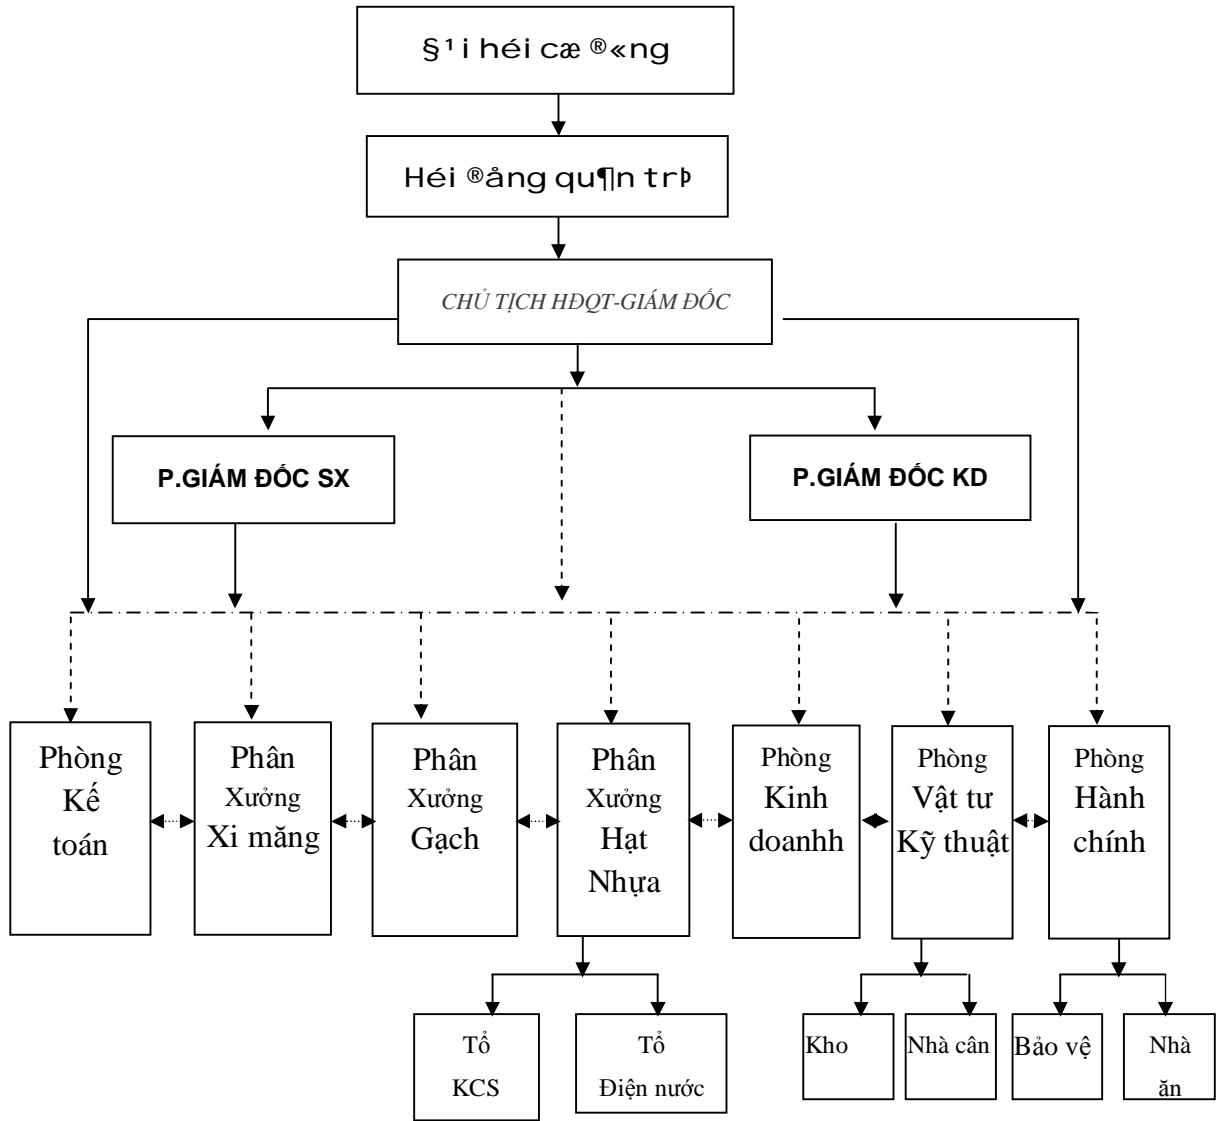 §¹i héi cæ ®«ng
Héi ®ång qu¶n trÞ
CHỦ TỊCH HĐQT-GIÁM ĐỐC
P.GIÁM ĐỐC SX
P.GIÁM ĐỐC KD
Phòng
Kế
toán
Phân
Xưởng
Xi măng
Phân
Xưởng
Gạch
Phân
Xưởng
Hạt
Nhựa
Phòng
Kinh
doanhh
Phòng
Vật tư
Kỹ thuật
Phòng
Hành
chính
Tổ
KCS
Tổ
Điện nước
Kho
Nhà cân
Bảo vệ
Nhà
ăn